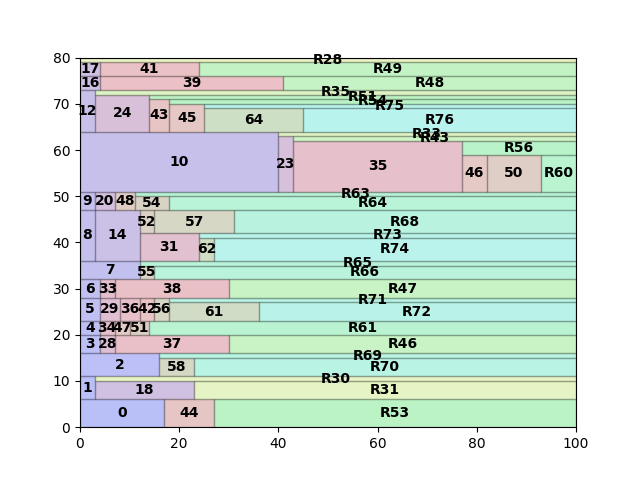 80
R28
17 41 R49
16 39 R48
R35
R51
R54
70
R75
12 24 43 45 64 R76
R33
R43
60
10 23 35 R56
46 50 R60
50
R63
9 20 48 54 R64
52 57 R68
R73
8 14 31 62 R74
40
R65
7 55 R66
30
6 33 38 R47
R71
5 29 36 42 56 61 R72
20
4 34 47 51 R61
3 28 37 R46
R69
2 58 R70
10
R30
1 18 R31
0 44 R53
0
0 20 40 60 80 100